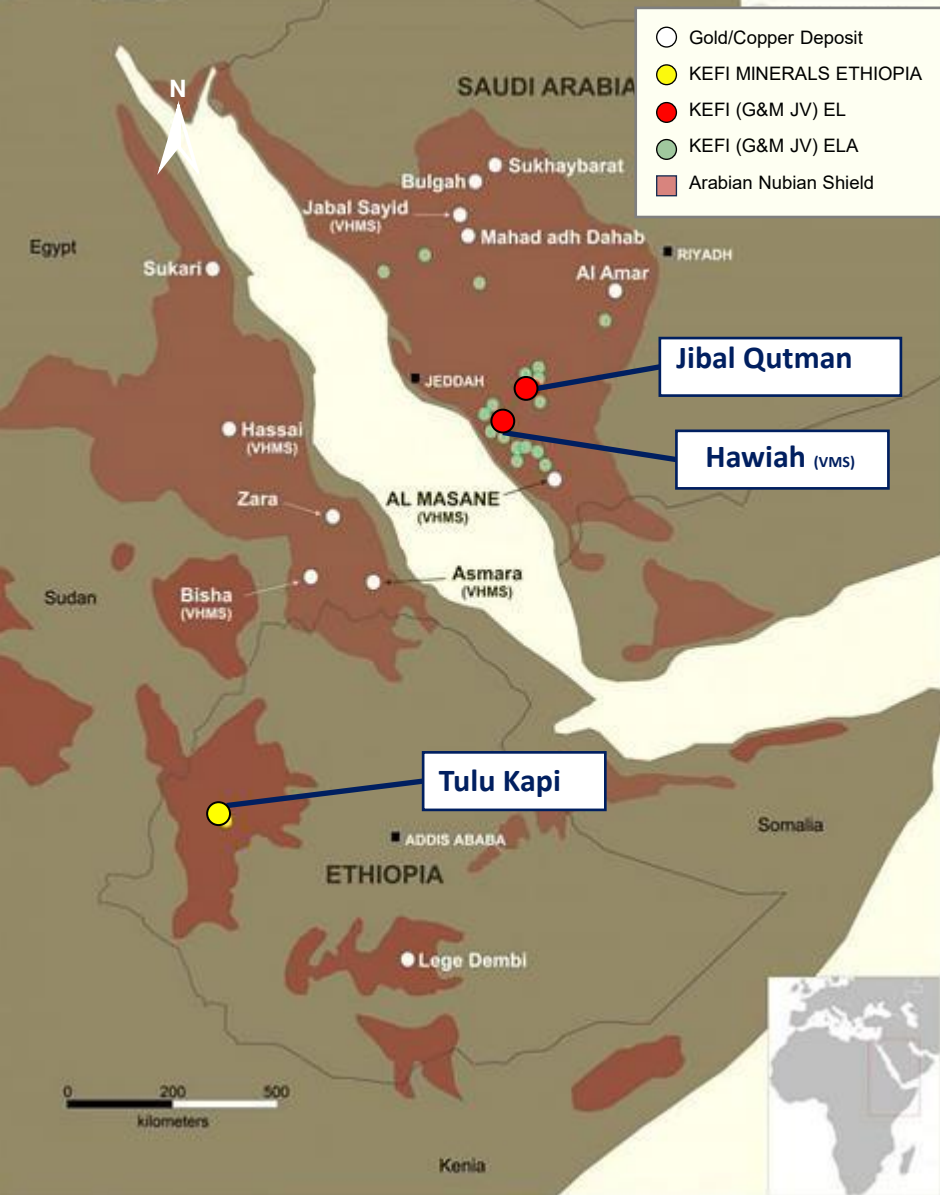 Gold/Copper Deposit
KEFI MINERALS ETHIOPIA
KEFI (G&M JV) EL
KEFI (G&M JV) ELA
Arabian Nubian Shield
N
SAUDI ARABIA
Sukhaybarat
Bulgah
Jabal Sayid
(VHMS)
Mahad adh Dahab
Egypt
RIYADH
Sukari
Al Amar
Jibal Qutman
JEDDAH
Hassai
(VHMS)
Hawiah (VMS)
Zara
AL MASANE
(VHMS)
Asmara
(VHMS)
Bisha
(VHMS)
Sudan
Tulu Kapi
Somalia
ADDIS ABABA
ETHIOPIA
Lege Dembi
0 200 500
kilometers
Kenia